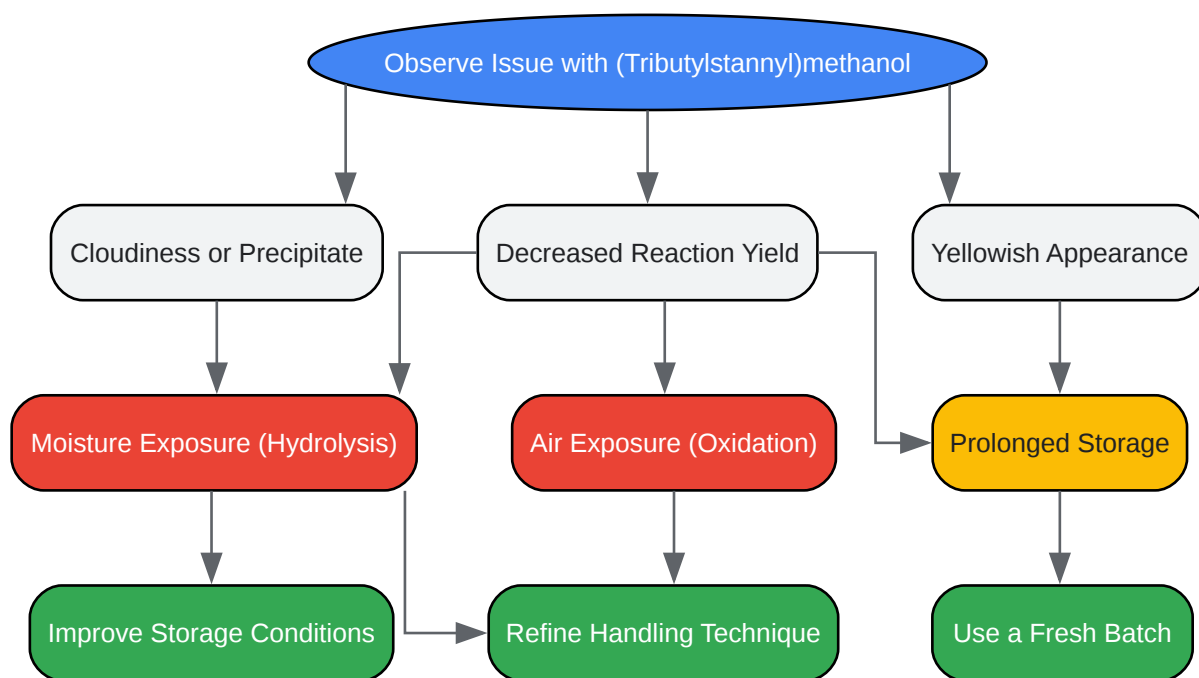 Observe Issue with (Tributylstannyl)methanol
Cloudiness or Precipitate
Decreased Reaction Yield
Yellowish Appearance
Moisture Exposure (Hydrolysis)
Air Exposure (Oxidation)
Prolonged Storage
Improve Storage Conditions
Refine Handling Technique
Use a Fresh Batch